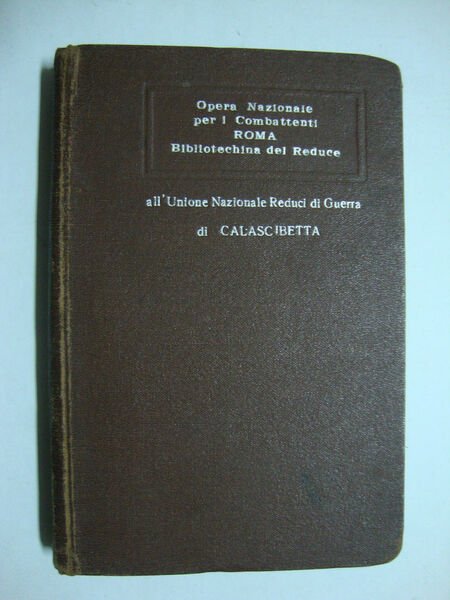 Opera Nazionale
per i Combattenti
ROMA
Bibliotechina del Reduce
all'Unione Nazionale Reduci di Guerra
di CALASCIBETTA